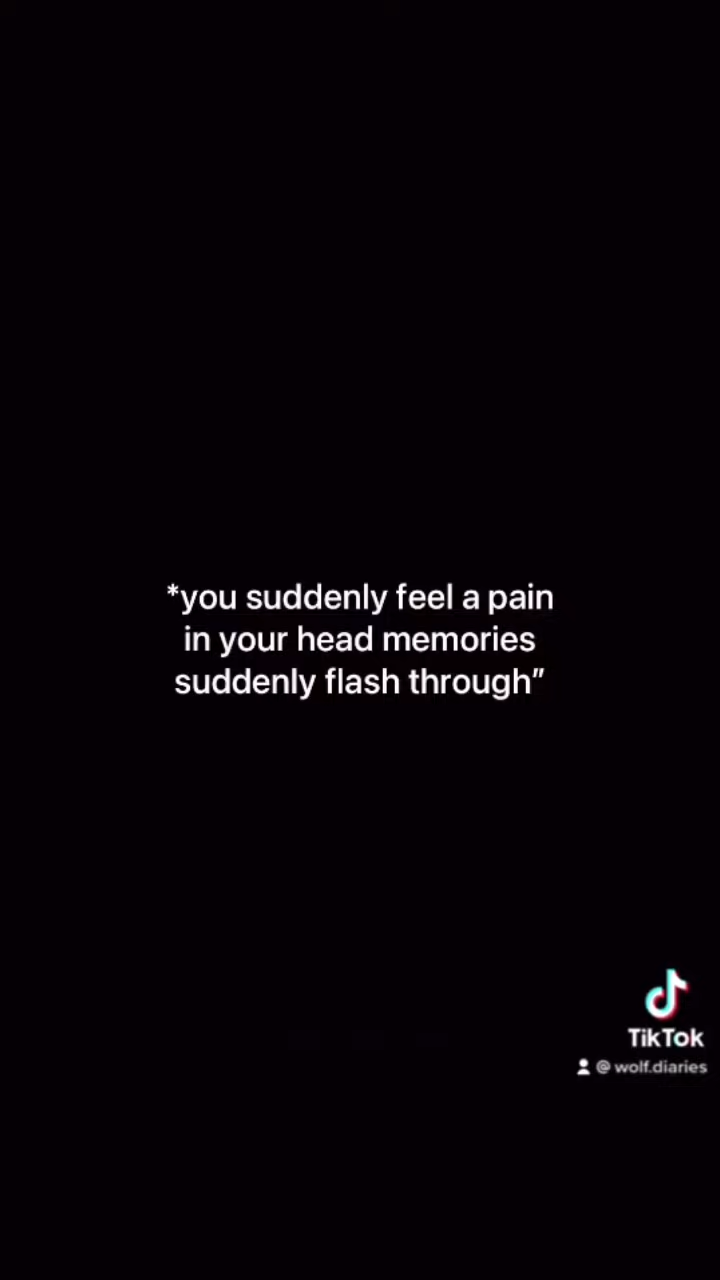 *you suddenly feel a pain
in your head memories
suddenly flash through”
TikTok
@ wolf.diaries